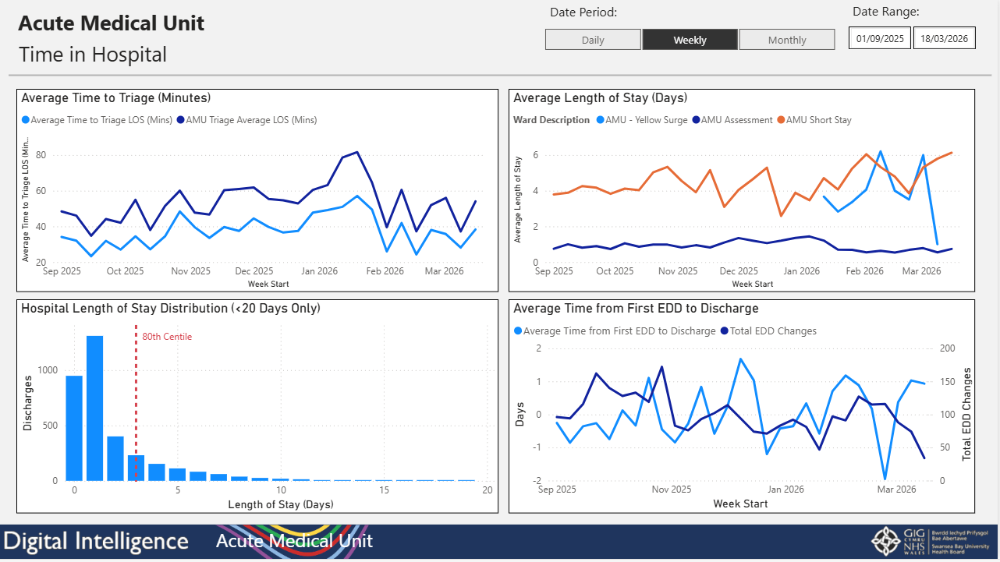 Acute Medical Unit
Time in Hospital
Date Period:
Daily
Weekly
Monthly
Date Range:
01/09/2025
18/03/2026
Average Time to Triage (Minutes)
Average Time to Triage LOS (Mins)
AMU Triage Average LOS (Mins)
Average Time to Triage LOS (Min...
80
60
40
20
Sep 2025
Oct 2025
Nov 2025
Dec 2025
Jan 2026
Feb 2026
Mar 2026
Week Start
Average Length of Stay (Days)
Ward Description
AMU - Yellow Surge
AMU Assessment
AMU Short Stay
Average Length of Stay
6
4
2
0
Sep 2025
Oct 2025
Nov 2025
Dec 2025
Jan 2026
Feb 2026
Mar 2026
Week Start
Hospital Length of Stay Distribution (<20 Days Only)
80th Centile
Discharges
1000
500
0
0
5
10
15
20
Length of Stay (Days)
Average Time from First EDD to Discharge
Average Time from First EDD to Discharge
Total EDD Changes
Days
2
1
0
-1
-2
200
150
100
50
0
Total EDD Changes
Sep 2025
Nov 2025
Jan 2026
Mar 2026
Week Start
Digital Intelligence
Acute Medical Unit
GIG
CYMRU
NHS
WALES
Bwrdd Iechyd Prifysgol
Bae Abertawe
Swansea Bay University
Health Board